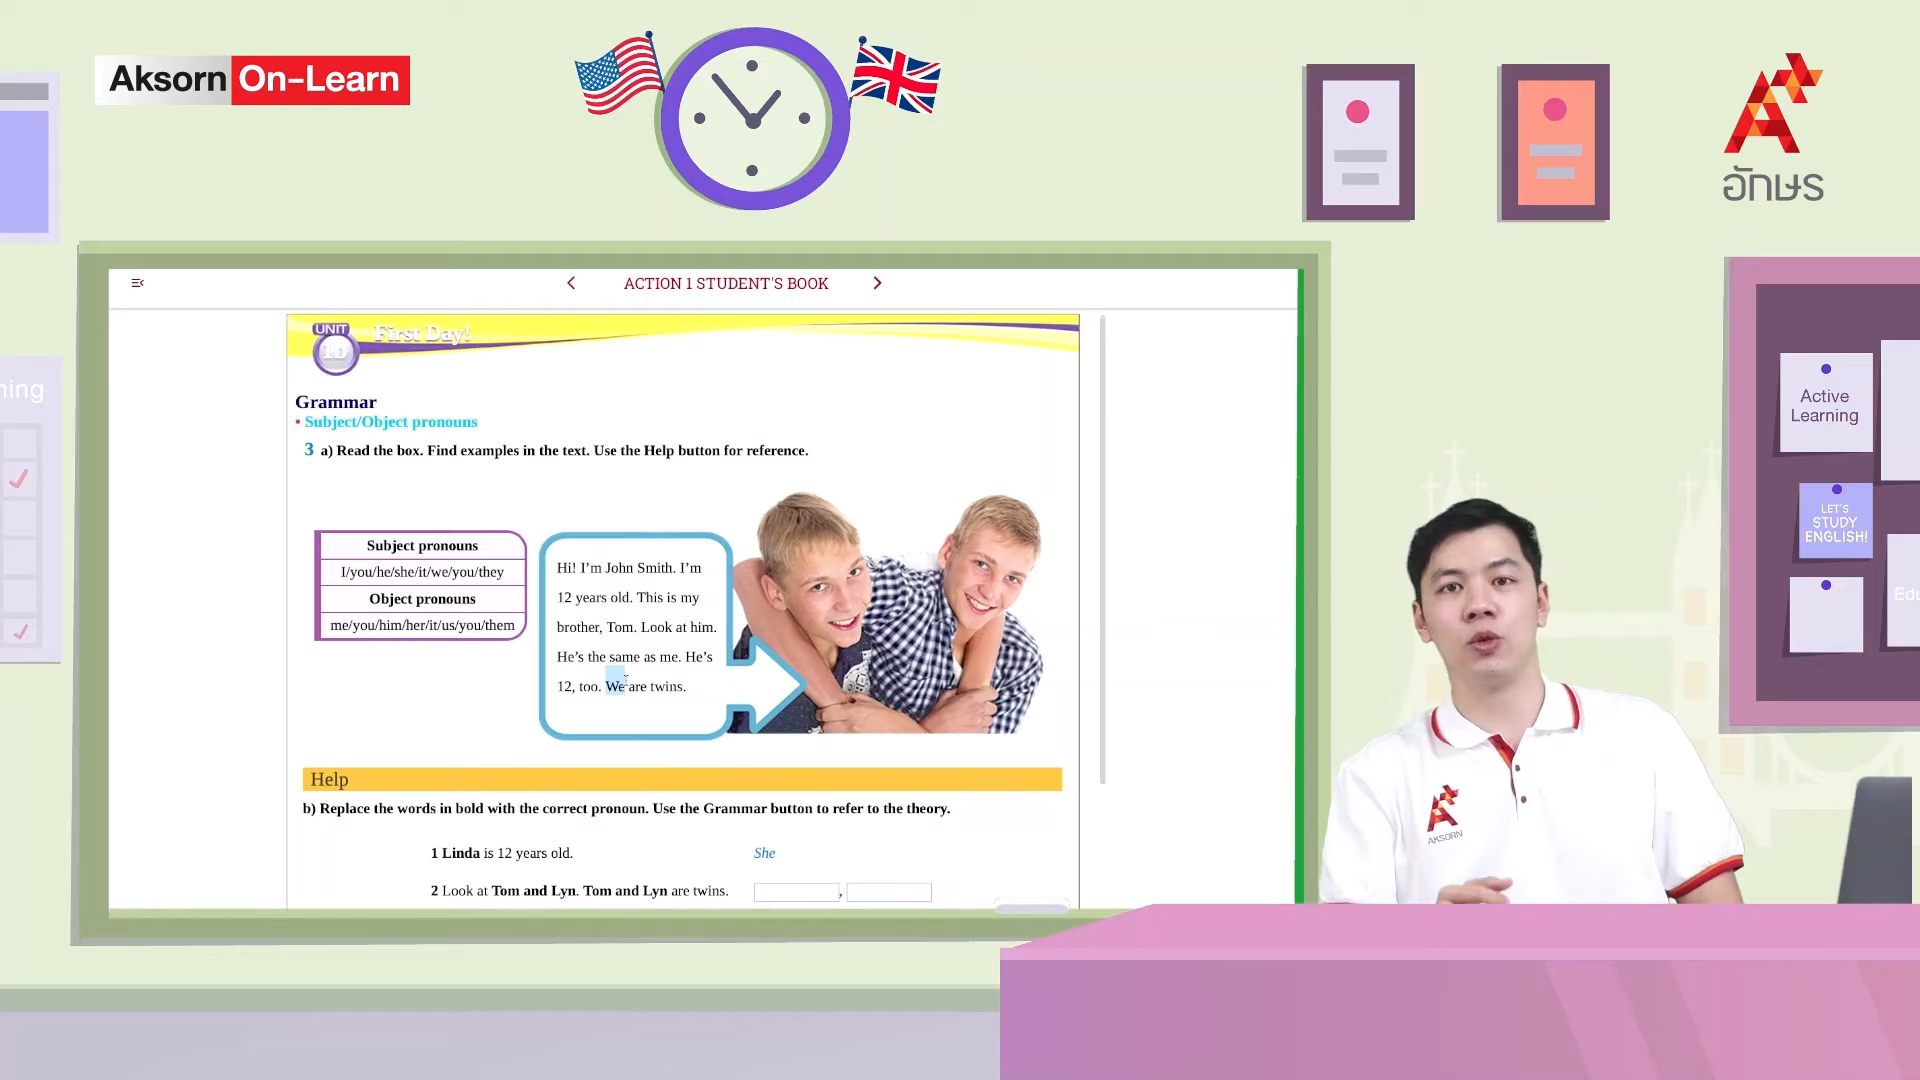 Aksorn On-Learn
อักษร
ning
ACTION 1 STUDENT'S BOOK
UNIT
1b
First Day!
Grammar
• Subject/Object pronouns
3 a) Read the box. Find examples in the text. Use the Help button for reference.
Subject pronouns
I/you/he/she/it/we/you/they
Object pronouns
me/you/him/her/it/us/you/them
Hi! I’m John Smith. I’m
12 years old. This is my
brother, Tom. Look at him.
He’s the same as me. He’s
12, too. We are twins.
Help
b) Replace the words in bold with the correct pronoun. Use the Grammar button to refer to the theory.
1 Linda is 12 years old. She
2 Look at Tom and Lyn. Tom and Lyn are twins. ,
Active
Learning
LET'S
STUDY
ENGLISH!
Edu
AKSORN